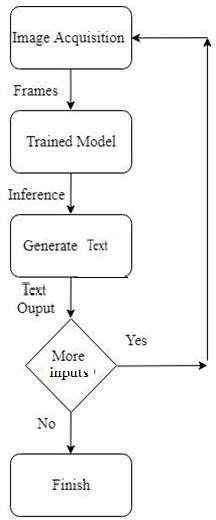 Image Acquisition
Frames
Trained Model
Inference
Generate Text
Text
Ouput
Yes
More
inputs
No
Finish